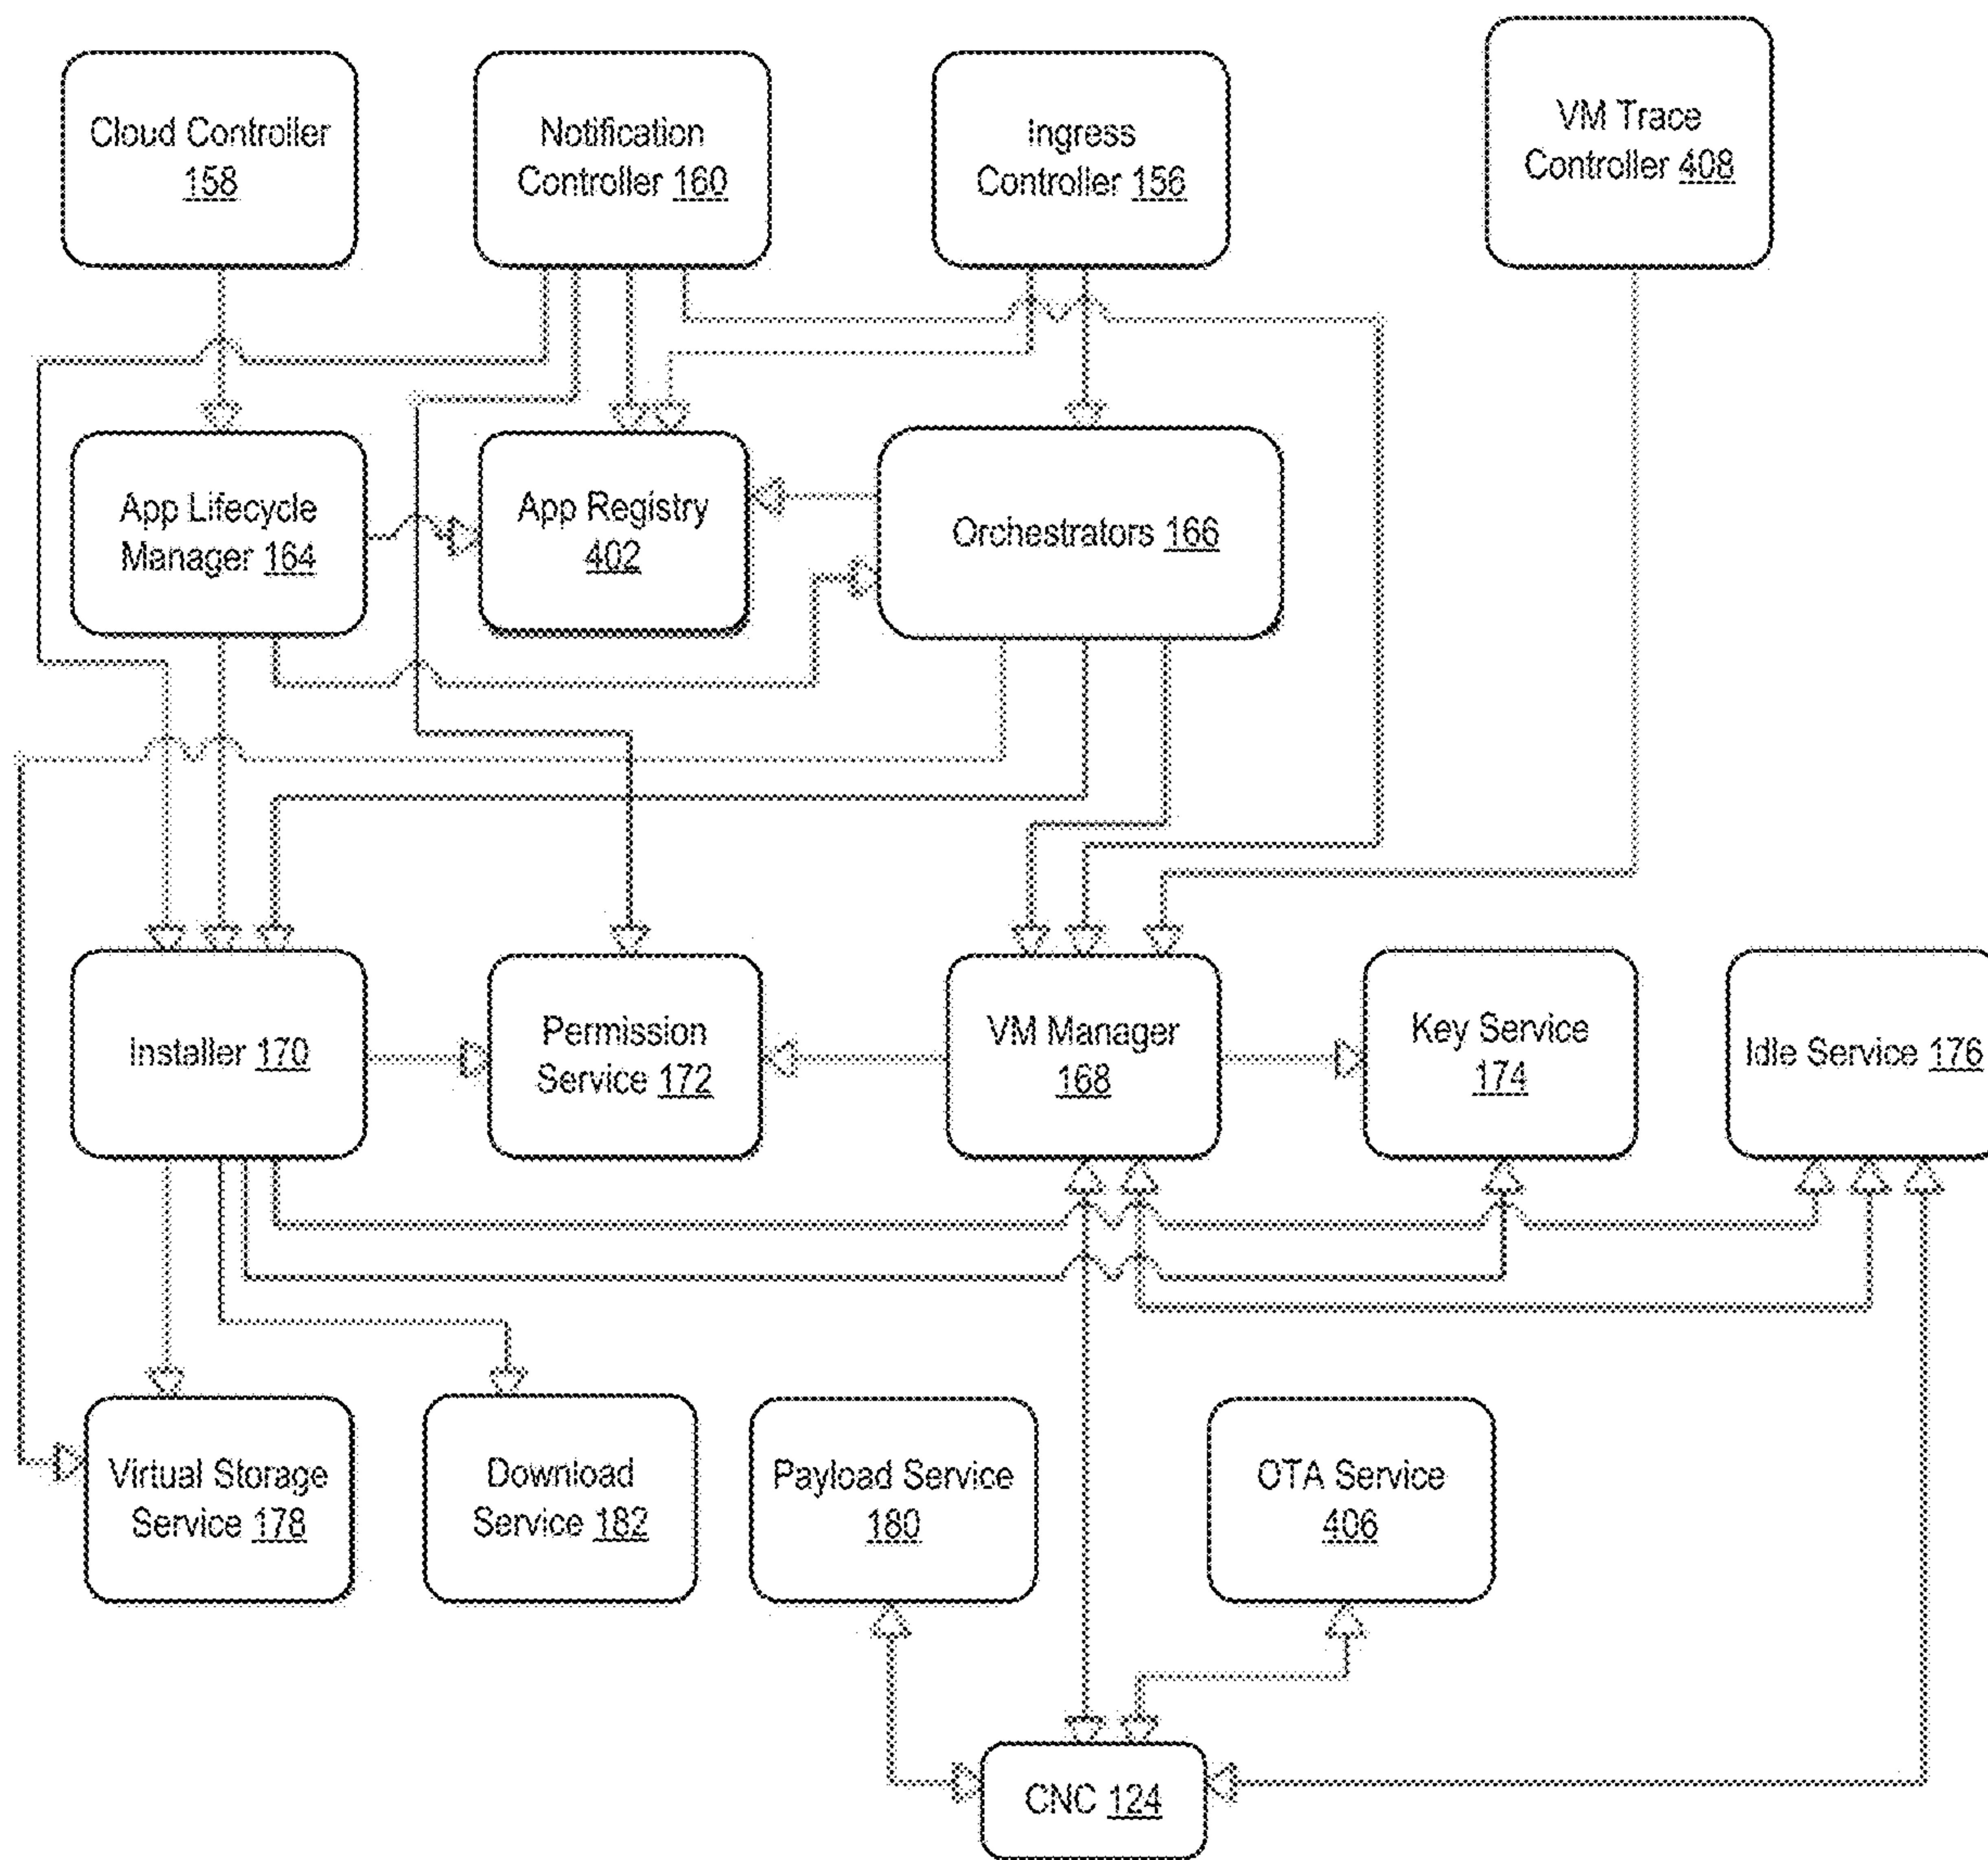 Cloud Controller
158
Notification
Controller 160
Ingress
Controller 156
VM Trace
Controller 408
App Lifecycle
Manager 164
App Registry
402
Orchestrators 166
Installer 170
Permission
Service 172
VM Manager
168
Key Service
174
Idle Service 176
Virtual Storage
Service 178
Download
Service 182
Payload Service
180
OTA Service
406
CNC 124